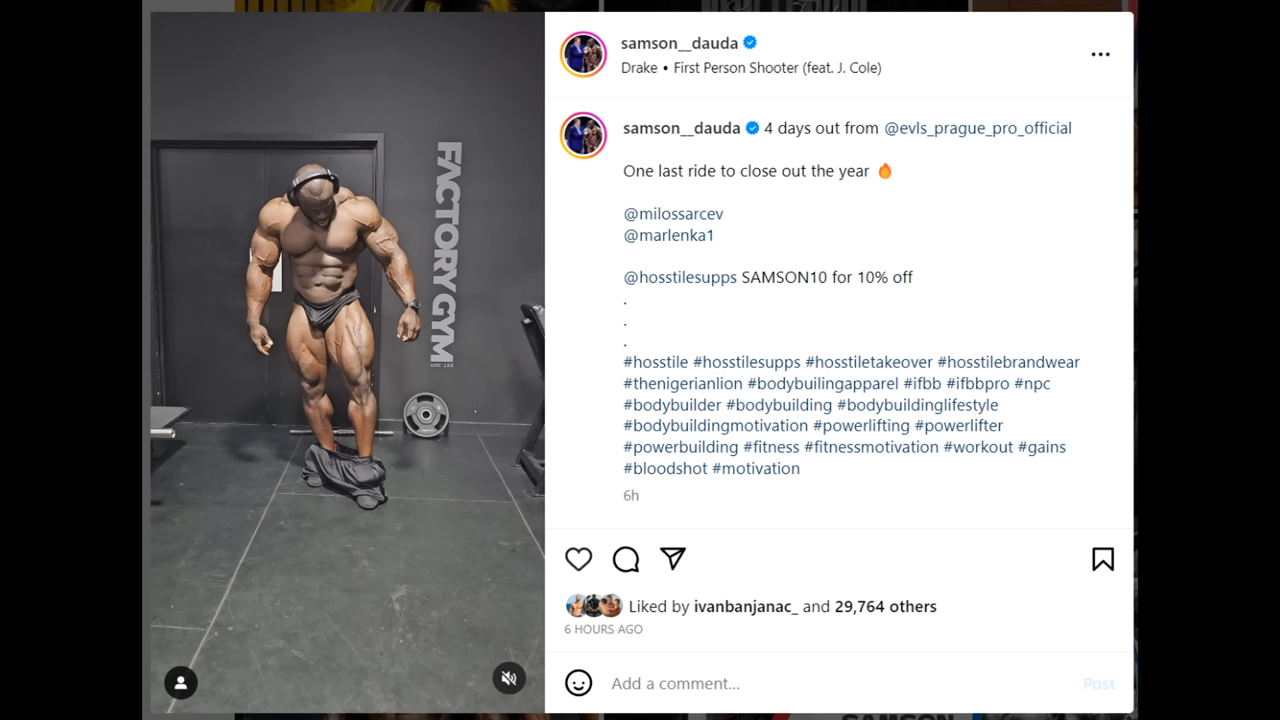 FACTORY GYM
samson__dauda
Drake • First Person Shooter (feat. J. Cole)
samson__dauda 4 days out from @evls_prague_pro_official
One last ride to close out the year 🔥
@milossarcev
@marlenka1
@hosstilesupps SAMSON10 for 10% off
.
.
.
#hosstile #hosstilesupps #hosstiletakeover #hosstilebrandwear
#thenigerianlion #bodybuilingapparel #ifbb #ifbbpro #npc
#bodybuilder #bodybuilding #bodybuildinglifestyle
#bodybuildingmotivation #powerlifting #powerlifter
#powerbuilding #fitness #fitnessmotivation #workout #gains
#bloodshot #motivation
6h
Liked by ivanbanjanac_ and 29,764 others
6 HOURS AGO
Add a comment...
Post
SAMSON